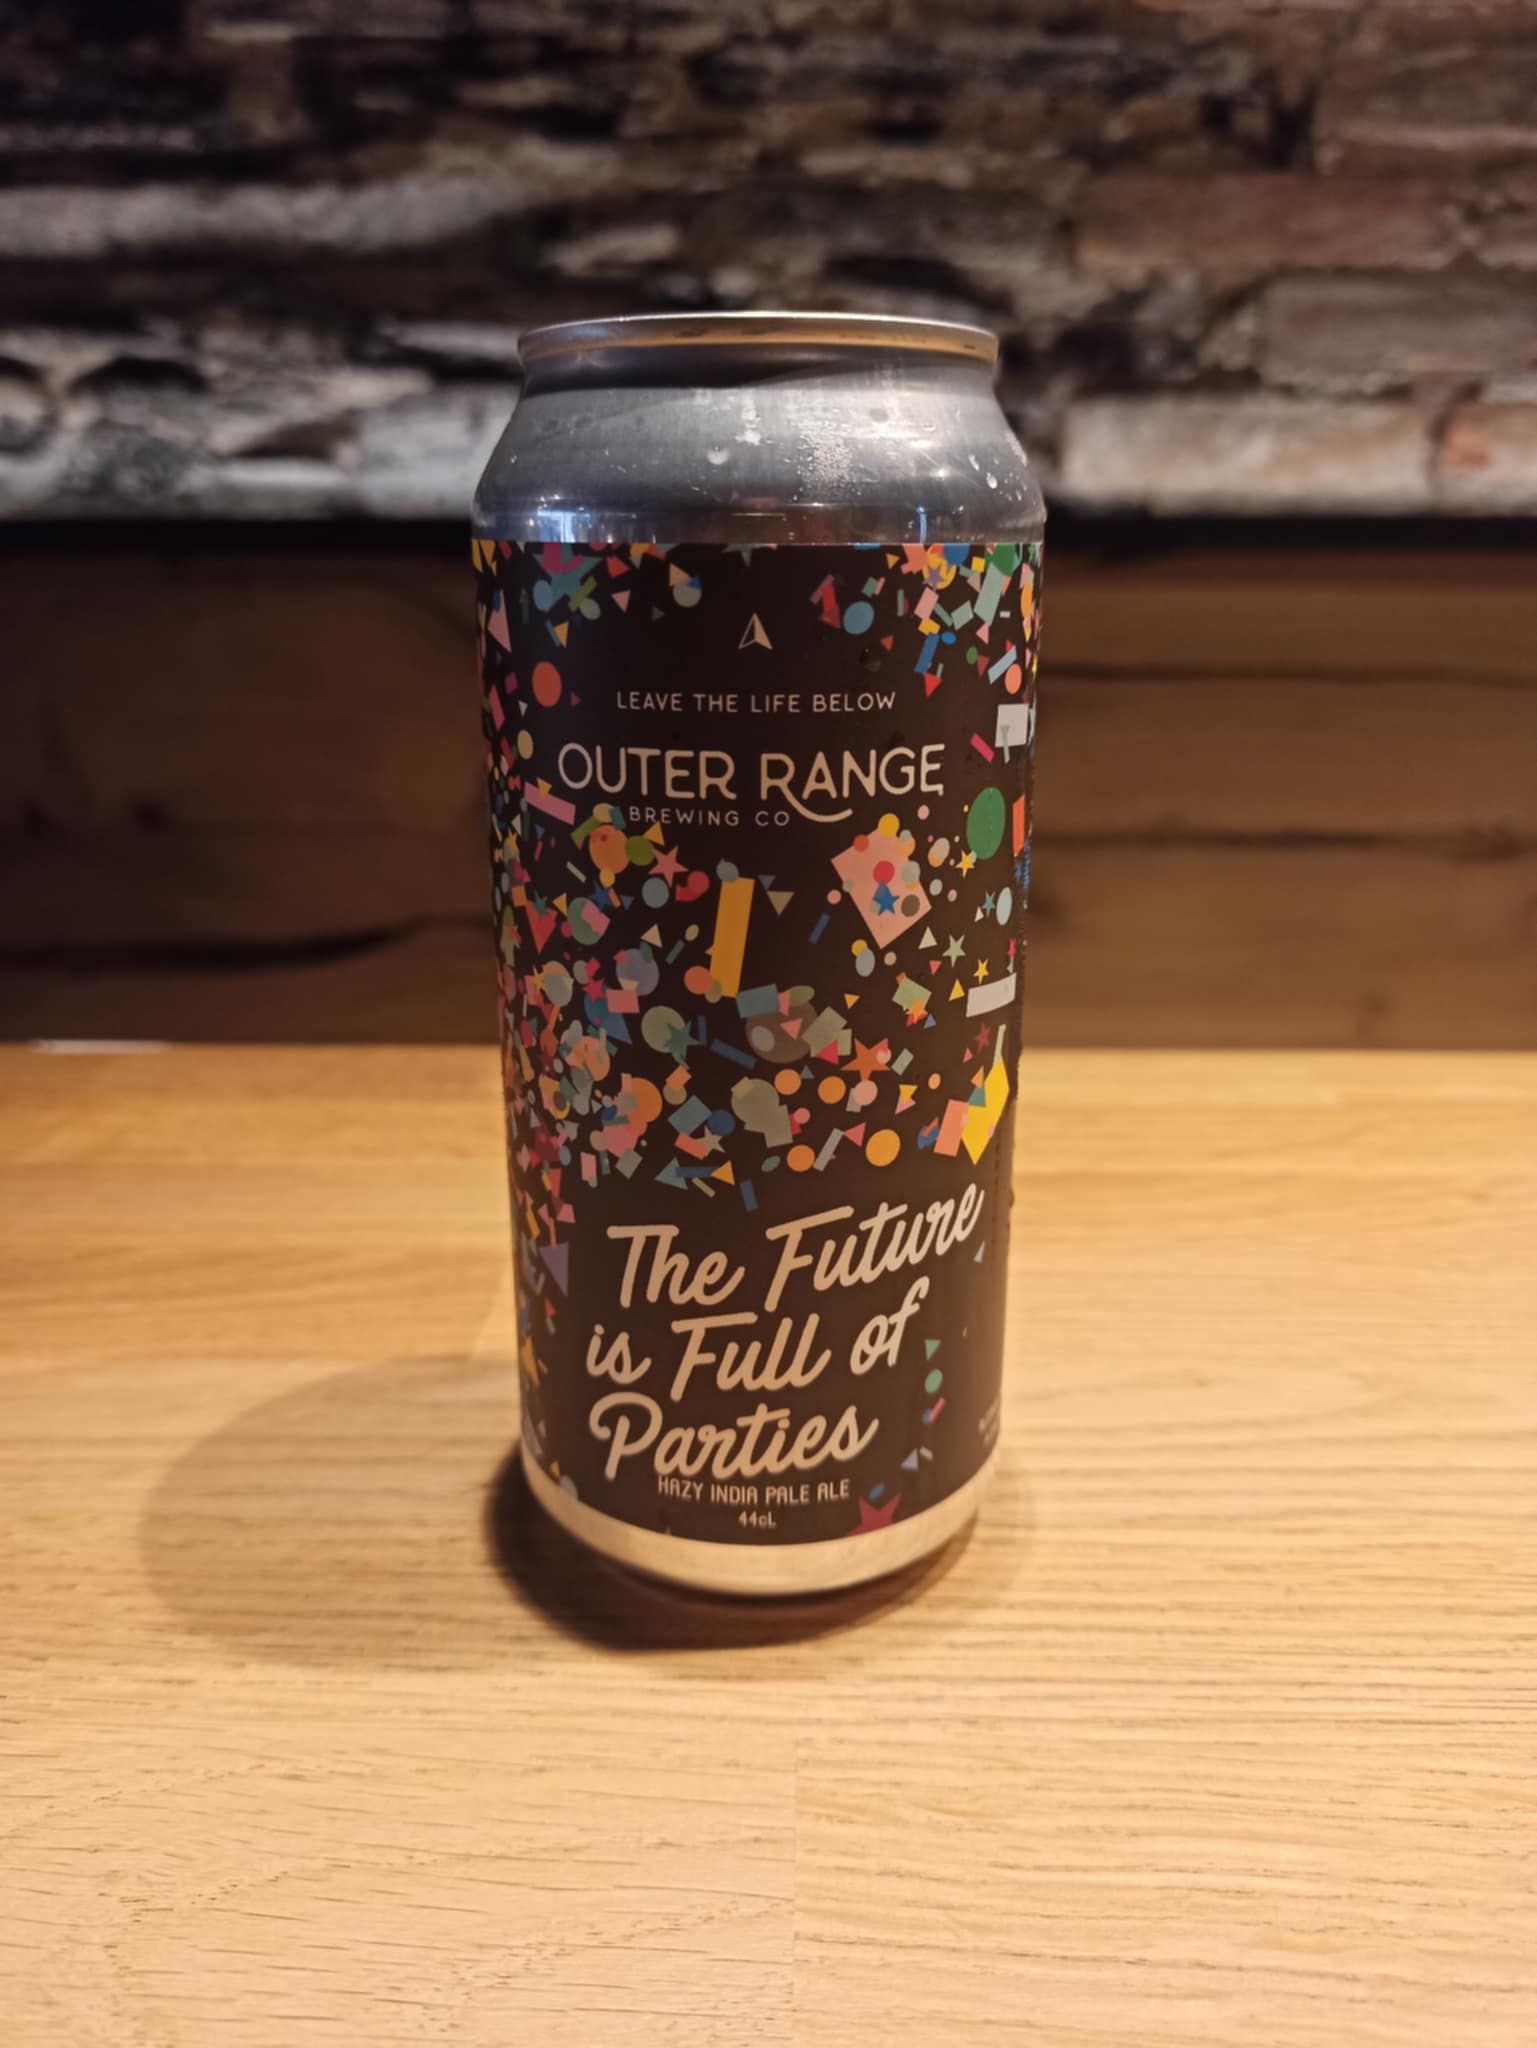 LEAVE THE LIFE BELOW
OUTER RANGE
BREWING CO
The Future
is Full of
Parties
HAZY INDIA PALE ALE
44cL